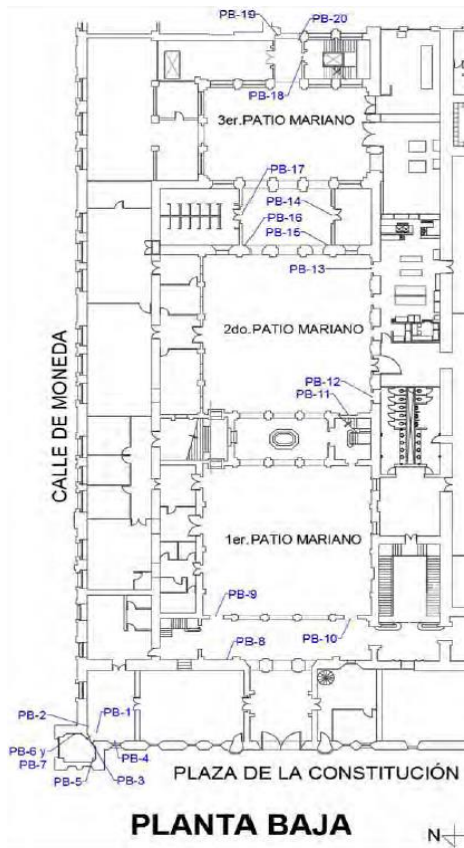 PB-19
PB-20
PB-18
3er. PATIO MARIANO
PB-17
PB-14
PB-16
PB-15
PB-13
2do. PATIO MARIANO
CALLE DE MONEDA
PB-12
PB-11
1er. PATIO MARIANO
PB-9
PB-10
PB-8
PB-2
PB-1
PB-6 y
PB-7
PB-4
PB-5
PB-3
PLAZA DE LA CONSTITUCIÓN
PLANTA BAJA
N